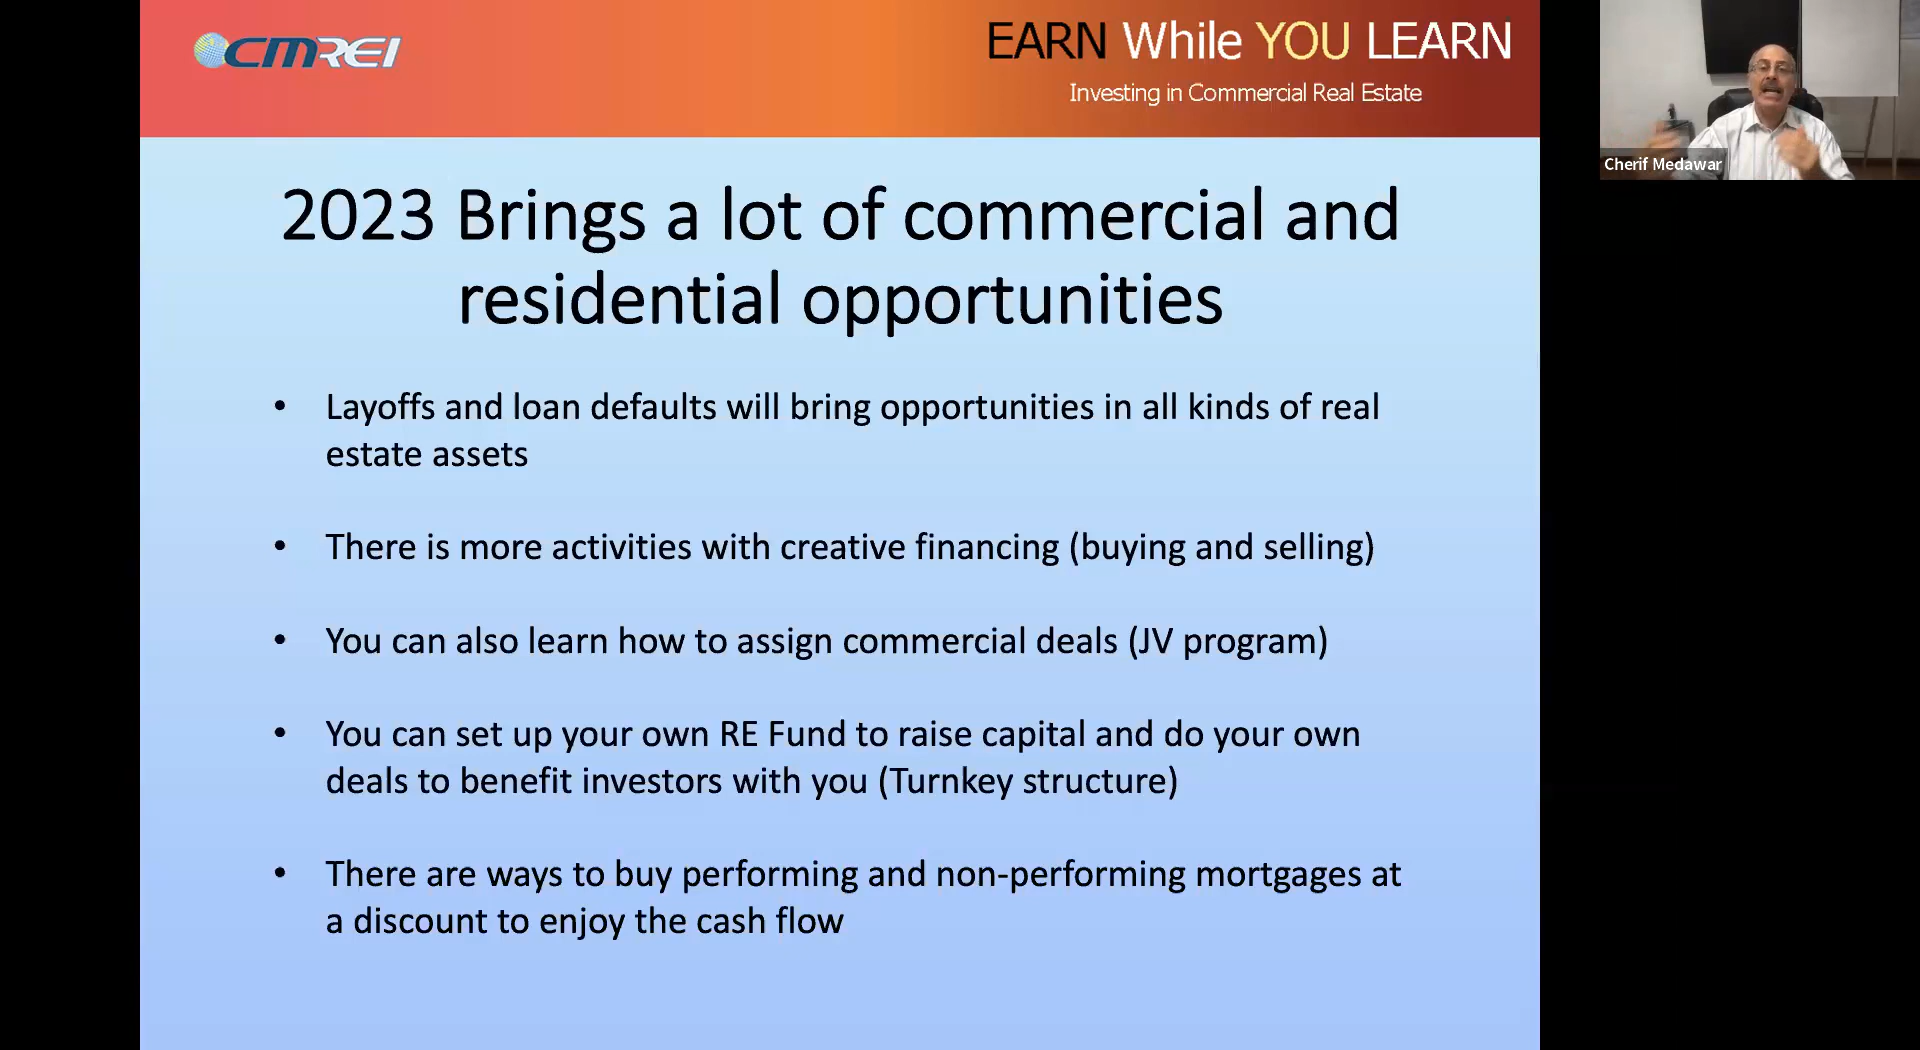 CMREI
EARN While YOU LEARN
Investing in Commercial Real Estate
Cherif Medawar
2023 Brings a lot of commercial and
residential opportunities
• Layoffs and loan defaults will bring opportunities in all kinds of real
estate assets
• There is more activities with creative financing (buying and selling)
• You can also learn how to assign commercial deals (JV program)
• You can set up your own RE Fund to raise capital and do your own
deals to benefit investors with you (Turnkey structure)
• There are ways to buy performing and non-performing mortgages at
a discount to enjoy the cash flow